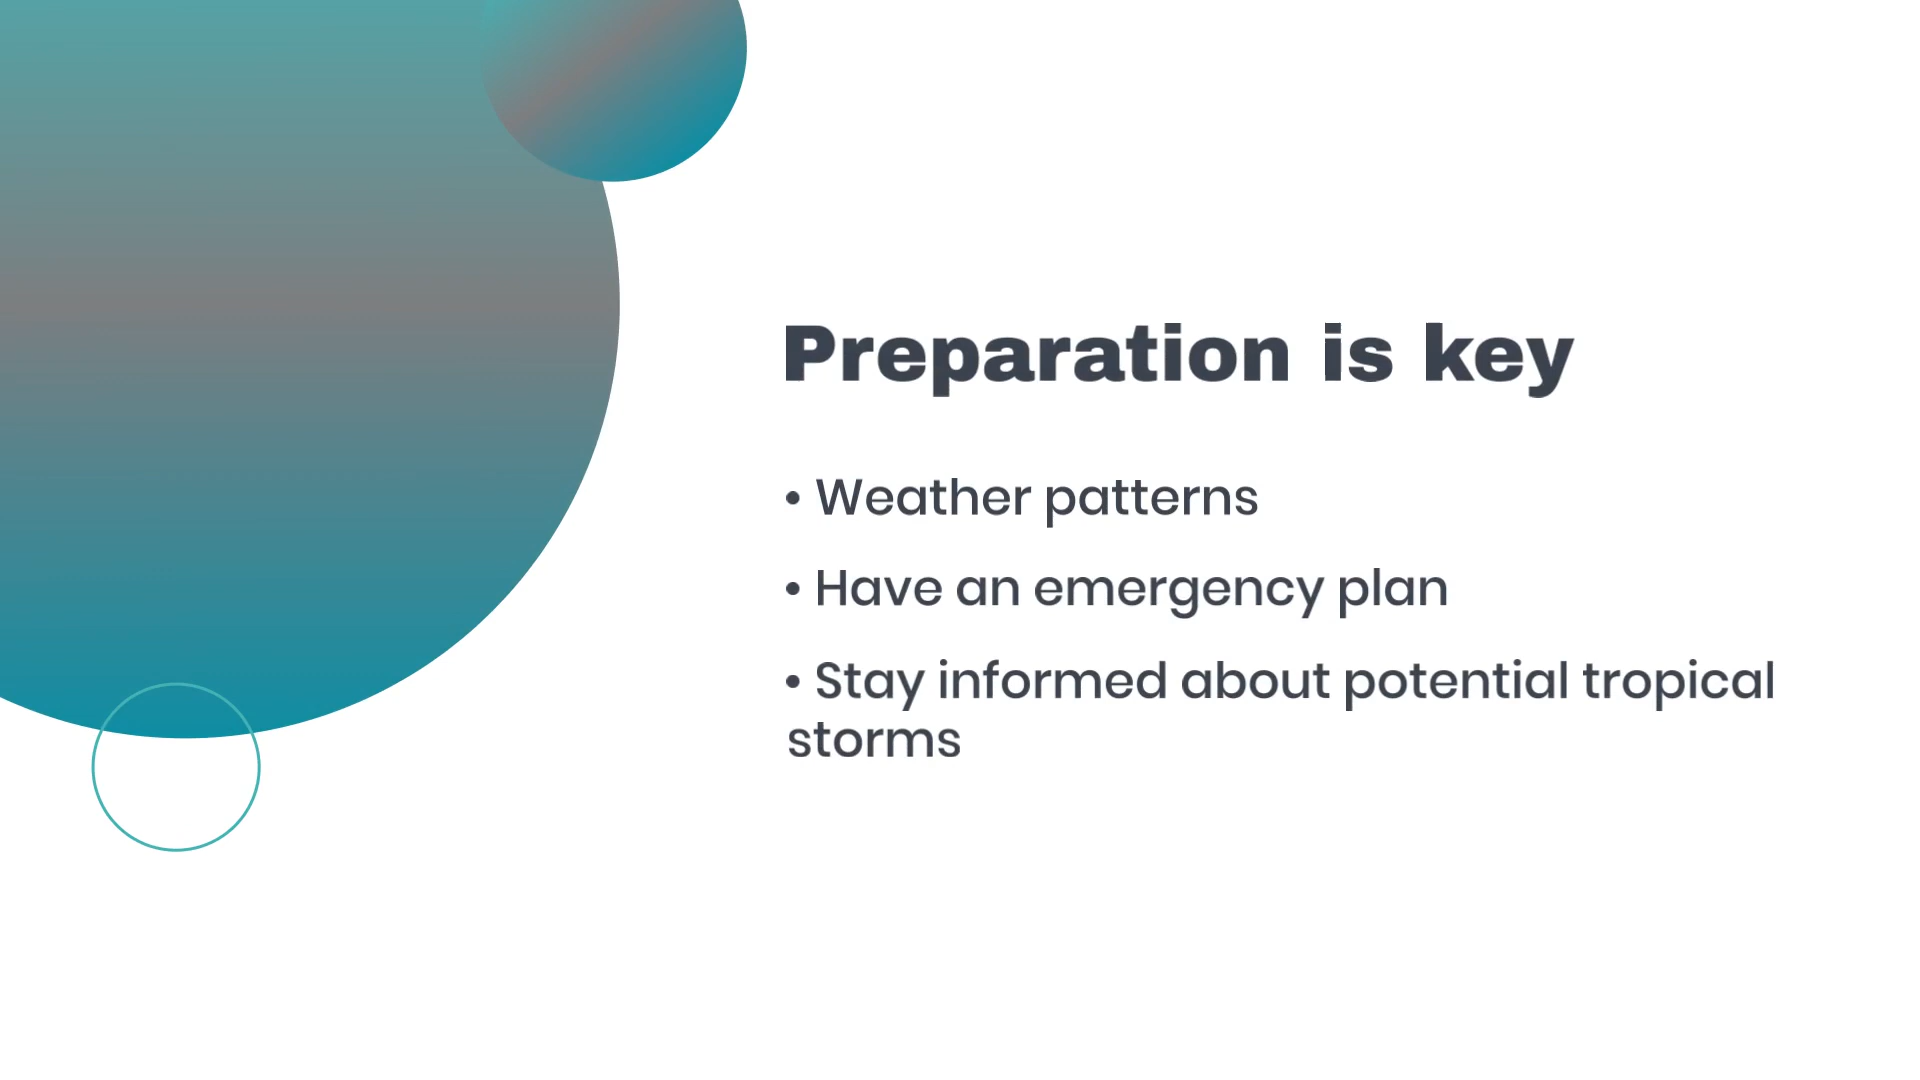 Preparation is key
• Weather patterns
• Have an emergency plan
• Stay informed about potential tropical
storms